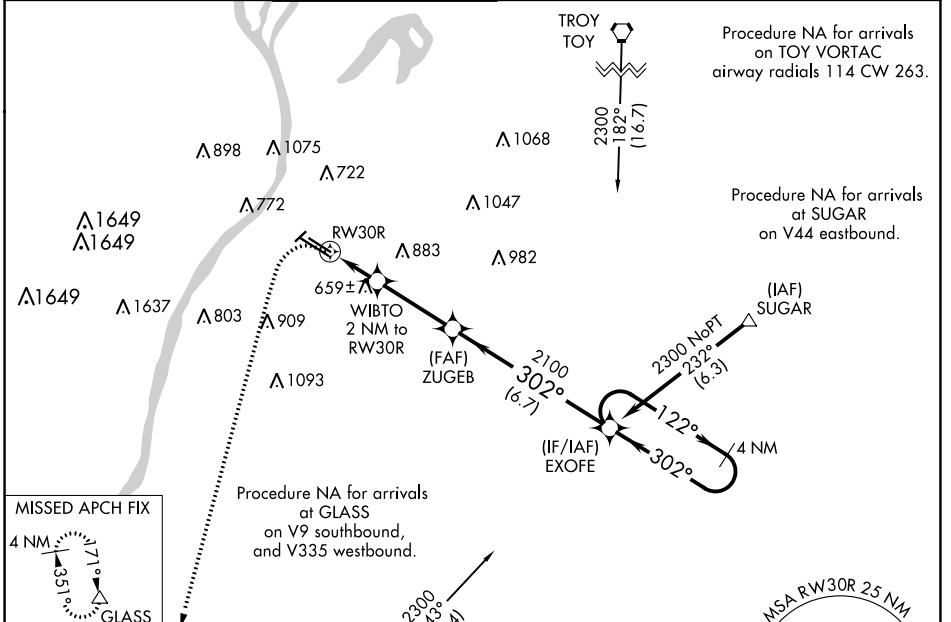 TROY
TOY
2300
182°
(16.7)
Procedure NA for arrivals
on TOY VORTAC
airway radials 114 CW 263.
898
1075
722
1068
772
1047
1649
1649
Procedure NA for arrivals
at SUGAR
on V44 eastbound.
RW30R
883
982
1649
1637
803
909
659±
WIBTO
2 NM to
RW30R
(FAF)
ZUGEB
(IAF)
SUGAR
2300 NoPT
232°
(6.3)
2100
302°
(6.7)
1093
122°
4 NM
302°
(IF/IAF)
EXOFE
Procedure NA for arrivals
at GLASS
on V9 southbound,
and V335 westbound.
MISSED APCH FIX
4 NM
171°
351°
GLASS
2300
MSA RW30R 25 NM